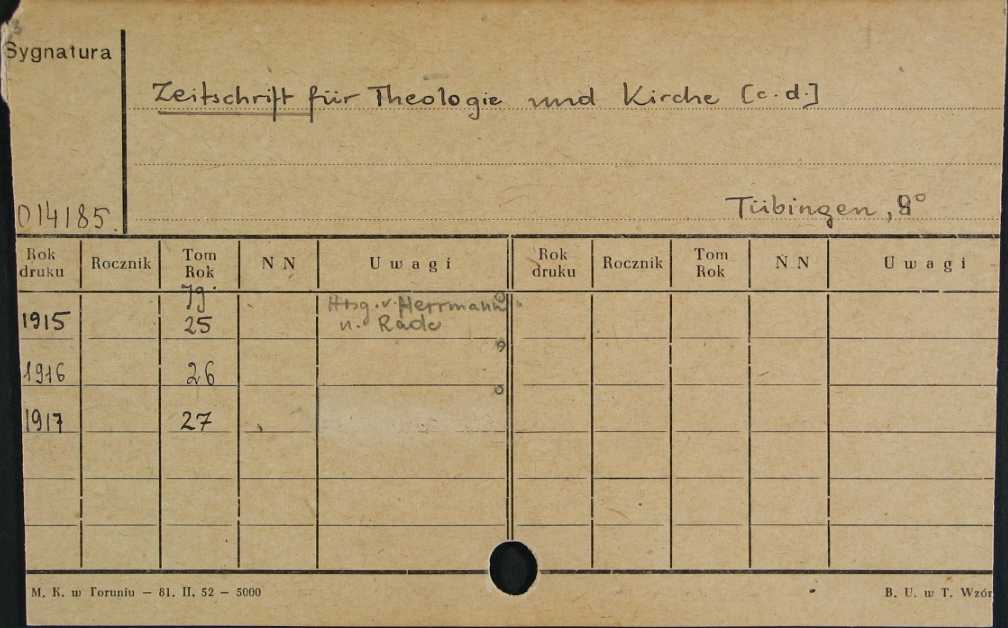 Sygnatura
Zeitschrift für Theologie und Kirche [c.d.]
014185.
Tübingen, 8°
Rok druku Rocznik Tom Rok NN Uwagi Rok druku Rocznik Tom Rok N.N Uwagi
Jg.
1915 25 Hrsg. v. Herrmann u. Rade
1916 26
1917 27
M. K. w Toruniu — 81. II. 52 — 5000
B. U. w T. Wzór